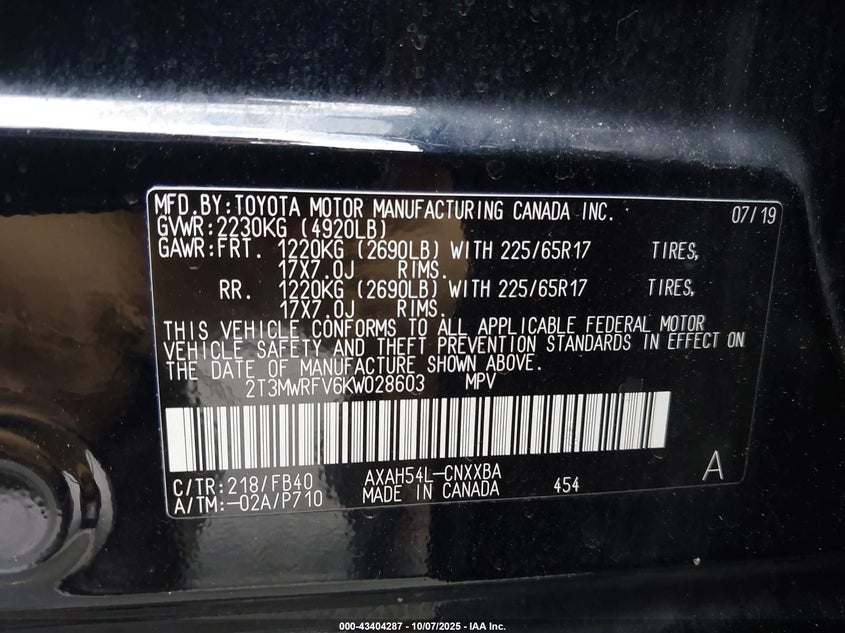 MFD.BY:TOYOTA MOTOR MANUFACTURING CANADA INC. 07/19
GVWR:2230KG (4920LB)
GAWR:FRT. 1220KG (2690LB) WITH 225/65R17 TIRES,
17X7.0J RIMS.
RR. 1220KG (2690LB) WITH 225/65R17 TIRES,
17X7.0J RIMS.
THIS VEHICLE CONFORMS TO ALL APPLICABLE FEDERAL MOTOR
VEHICLE SAFETY AND THEFT PREVENTION STANDARDS IN EFFECT ON
THE DATE OF MANUFACTURE SHOWN ABOVE.
2T3MWRFV6KW028603 MPV
C/TR:218/FB40 AXAH54L-CNXXBA A
A/TM:-02A/P710 MADE IN CANADA 454
000-43404287 - 10/07/2025 - IAA Inc.